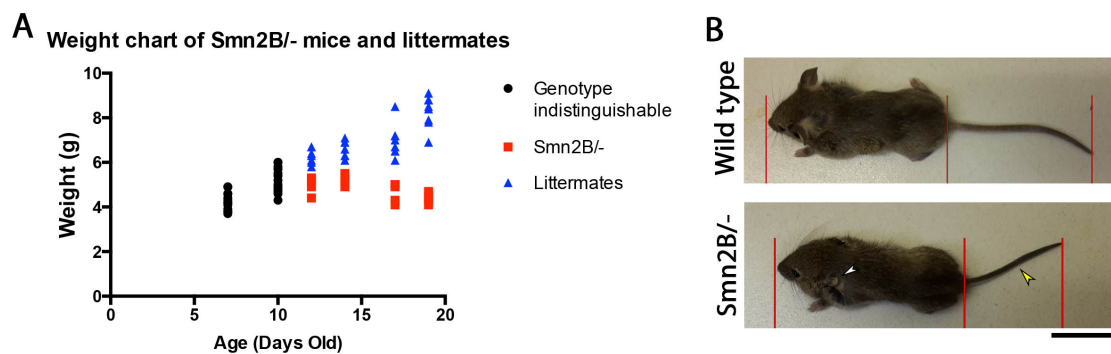 A
Weight chart of Smn2B/- mice and littermates
10
8
6
4
2
0
0
5
10
15
20
Weight (g)
Age (Days Old)
Genotype
indistinguishable
Smn2B/-
Littermates
B
Wild type
Smn2B/-